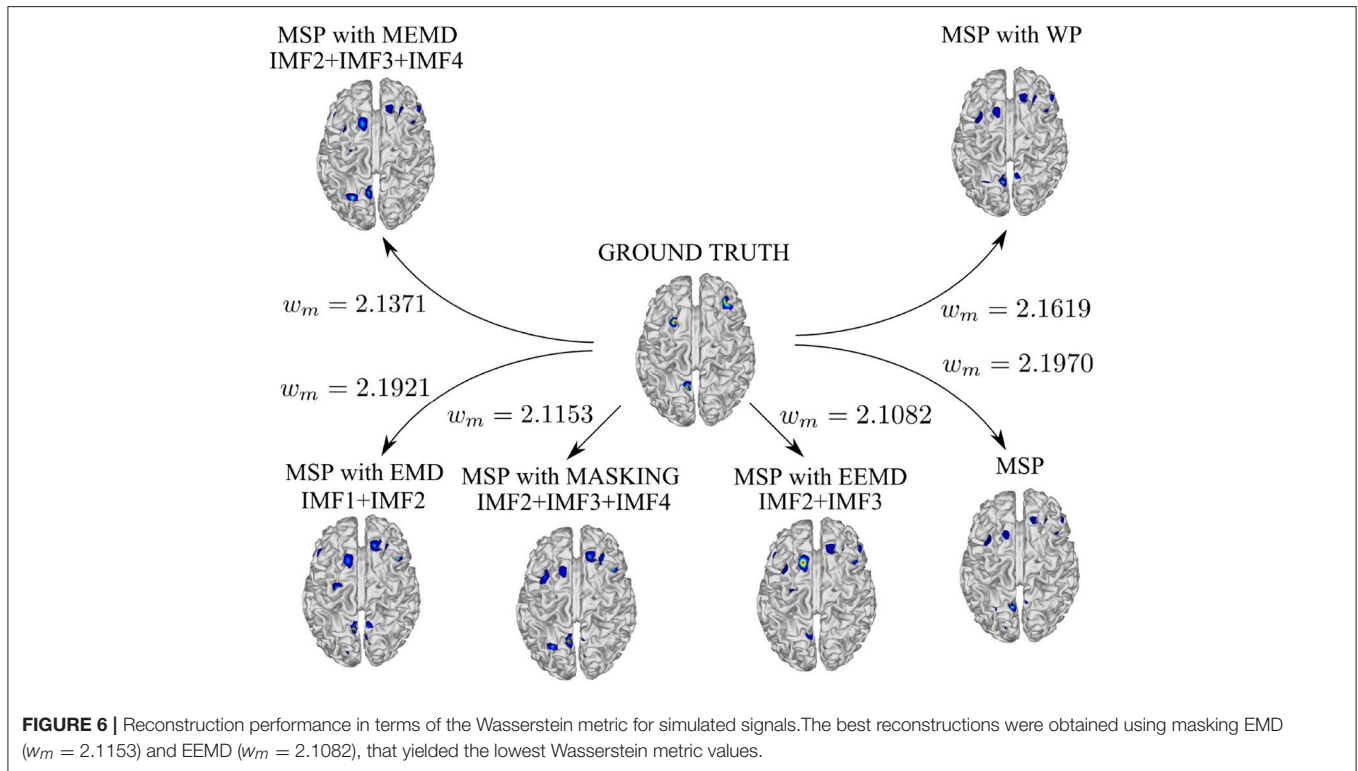 MSP with MEMD
IMF2+IMF3+IMF4
MSP with WP
GROUND TRUTH
w_m = 2.1371
w_m = 2.1619
w_m = 2.1921
w_m = 2.1970
w_m = 2.1153
w_m = 2.1082
MSP with EMD
IMF1+IMF2
MSP with MASKING
IMF2+IMF3+IMF4
MSP with EEMD
IMF2+IMF3
MSP
FIGURE 6 | Reconstruction performance in terms of the Wasserstein metric for simulated signals.The best reconstructions were obtained using masking EMD
(w_m = 2.1153) and EEMD (w_m = 2.1082), that yielded the lowest Wasserstein metric values.